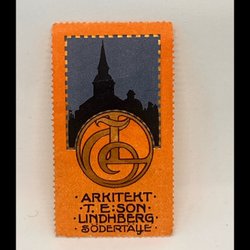 · ARKITEKT ·
· T. E:SON ·
LINDHBERG
SÖDERTÄLJE